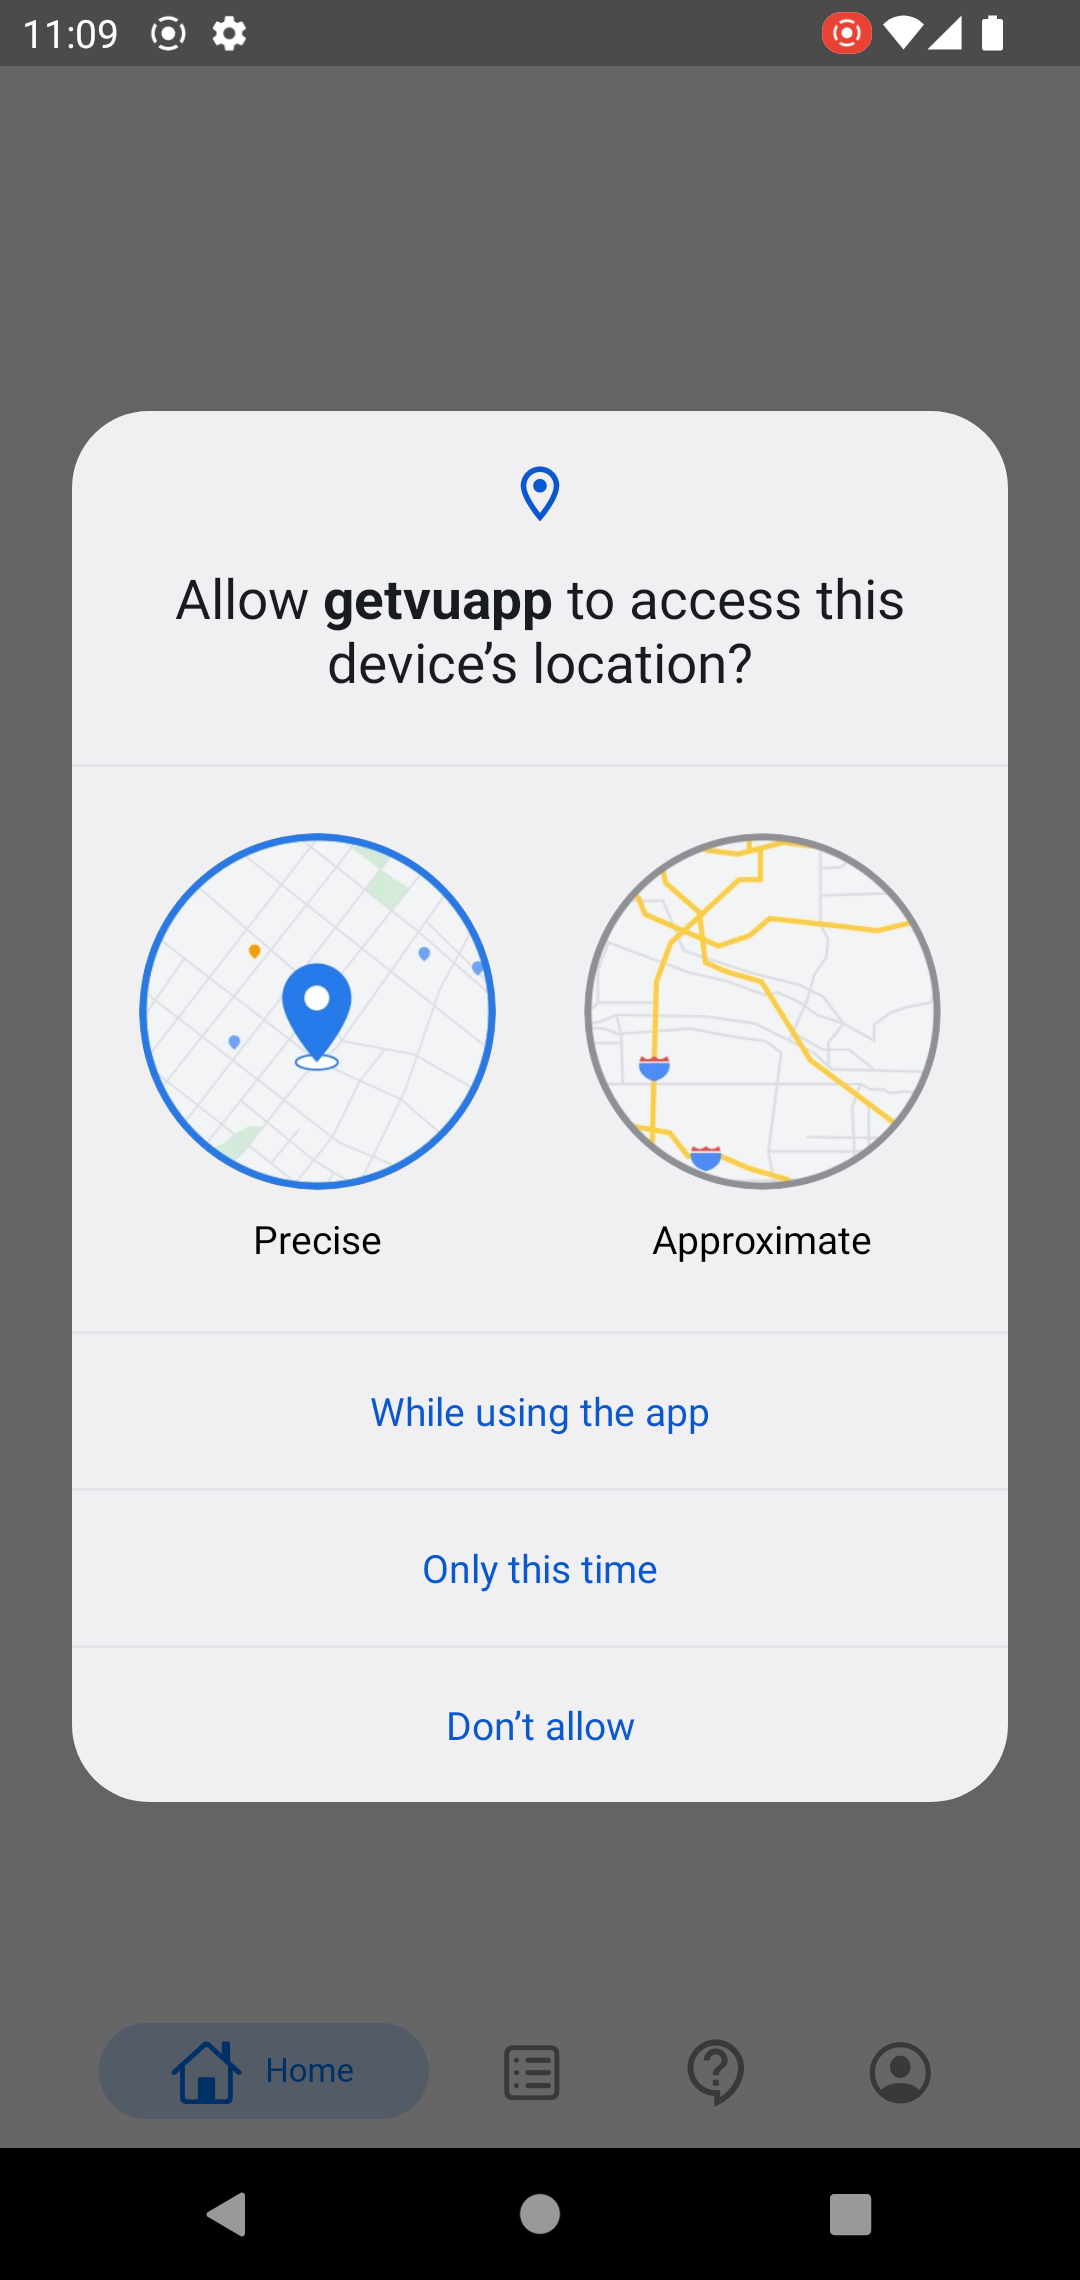 11:09
Allow getvuapp to access this
device’s location?
Precise
Approximate
While using the app
Only this time
Don’t allow
Home